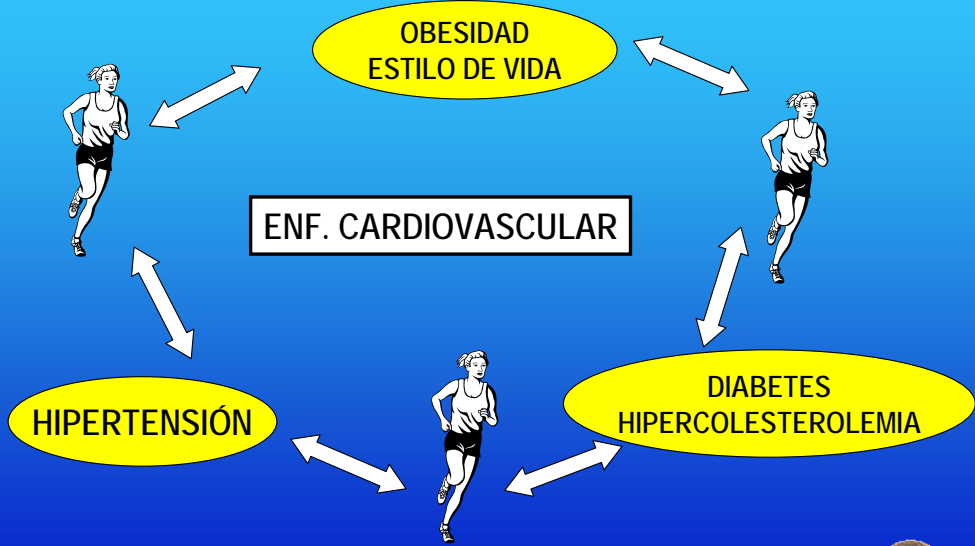 OBESIDAD
ESTILO DE VIDA
ENF. CARDIOVASCULAR
HIPERTENSIÓN
DIABETES
HIPERCOLESTEROLEMIA